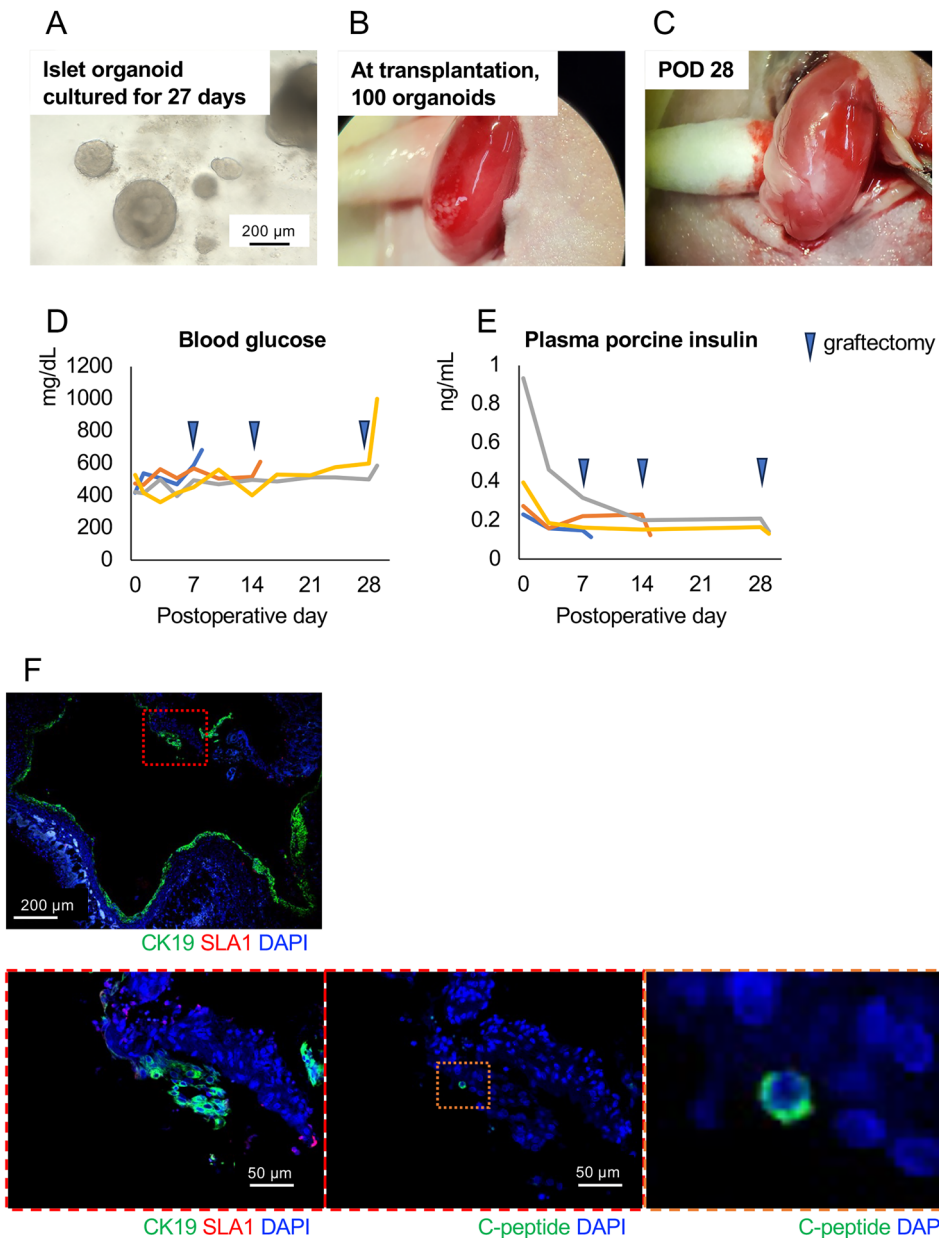 A
B
C
Islet organoid
cultured for 27 days
200 µm
At transplantation,
100 organoids
POD 28
D
Blood glucose
mg/dL
1200
1000
800
600
400
200
0
0 7 14 21 28
Postoperative day
E
Plasma porcine insulin
ng/mL
1
0.8
0.6
0.4
0.2
0
0 7 14 21 28
Postoperative day
graftectomy
F
200 µm
CK19 SLA1 DAPI
50 µm
CK19 SLA1 DAPI
50 µm
C-peptide DAPI
C-peptide DAP